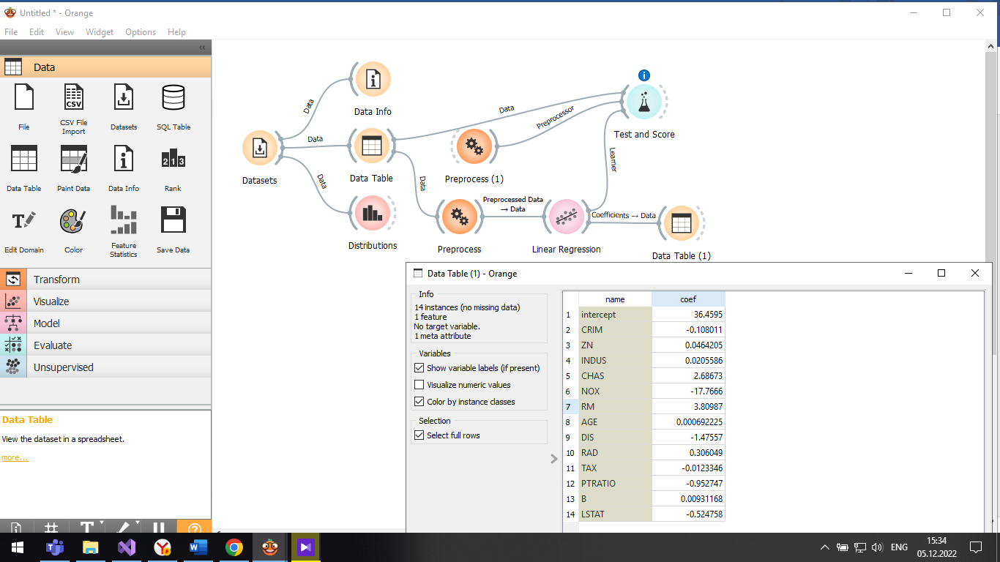 Untitled * - Orange
File Edit View Widget Options Help
«
Data
File
CSV File
Import
Datasets
SQL Table
Data Table
Paint Data
Data Info
Rank
Edit Domain
Color
Feature
Statistics
Save Data
Transform
Visualize
Model
Evaluate
Unsupervised
Data Table
View the dataset in a spreadsheet.
more...
Datasets
Data
Data Info
Data
Data Table
Data
Distributions
Data
Preprocess (1)
Preprocessor
Test and Score
Data
Preprocess
Preprocessed Data
→ Data
Linear Regression
Learner
Coefficients → Data
Data Table (1)
Data Table (1) - Orange
Info
14 instances (no missing data)
1 feature
No target variable.
1 meta attribute
Variables
Show variable labels (if present)
Visualize numeric values
Color by instance classes
Selection
Select full rows
name coef
1 intercept 36.4595
2 CRIM -0.108011
3 ZN 0.0464205
4 INDUS 0.0205586
5 CHAS 2.68673
6 NOX -17.7666
7 RM 3.80987
8 AGE 0.000692225
9 DIS -1.47557
10 RAD 0.306049
11 TAX -0.0123346
12 PTRATIO -0.952747
13 B 0.00931168
14 LSTAT -0.524758
ENG
15:34
05.12.2022